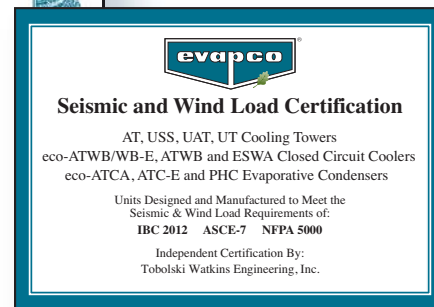 evapco®
Seismic and Wind Load Certification
AT, USS, UAT, UT Cooling Towers
eco-ATWB/WB-E, ATWB and ESWA Closed Circuit Coolers
eco-ATCA, ATC-E and PHC Evaporative Condensers
Units Designed and Manufactured to Meet the
Seismic & Wind Load Requirements of:
IBC 2012 ASCE-7 NFPA 5000
Independent Certification By:
Tobolski Watkins Engineering, Inc.